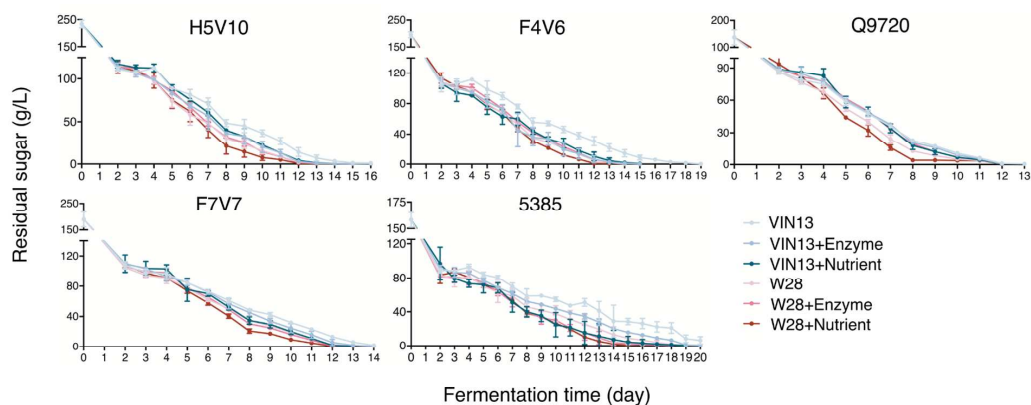 H5V10
F4V6
Q9720
250
150
100
50
0
0 1 2 3 4 5 6 7 8 9 10 11 12 13 14 15 16
250
150
120
80
40
0
0 1 2 3 4 5 6 7 8 9 10 11 12 13 14 15 16 17 18 19
200
150
90
60
30
0
0 1 2 3 4 5 6 7 8 9 10 11 12 13
Residual sugar (g/L)
F7V7
5385
250
150
120
80
40
0
0 1 2 3 4 5 6 7 8 9 10 11 12 13 14
175
100
120
80
40
0
0 1 2 3 4 5 6 7 8 9 10 11 12 13 14 15 16 17 18 19 20
VIN13
VIN13+Enzyme
VIN13+Nutrient
W28
W28+Enzyme
W28+Nutrient
Fermentation time (day)